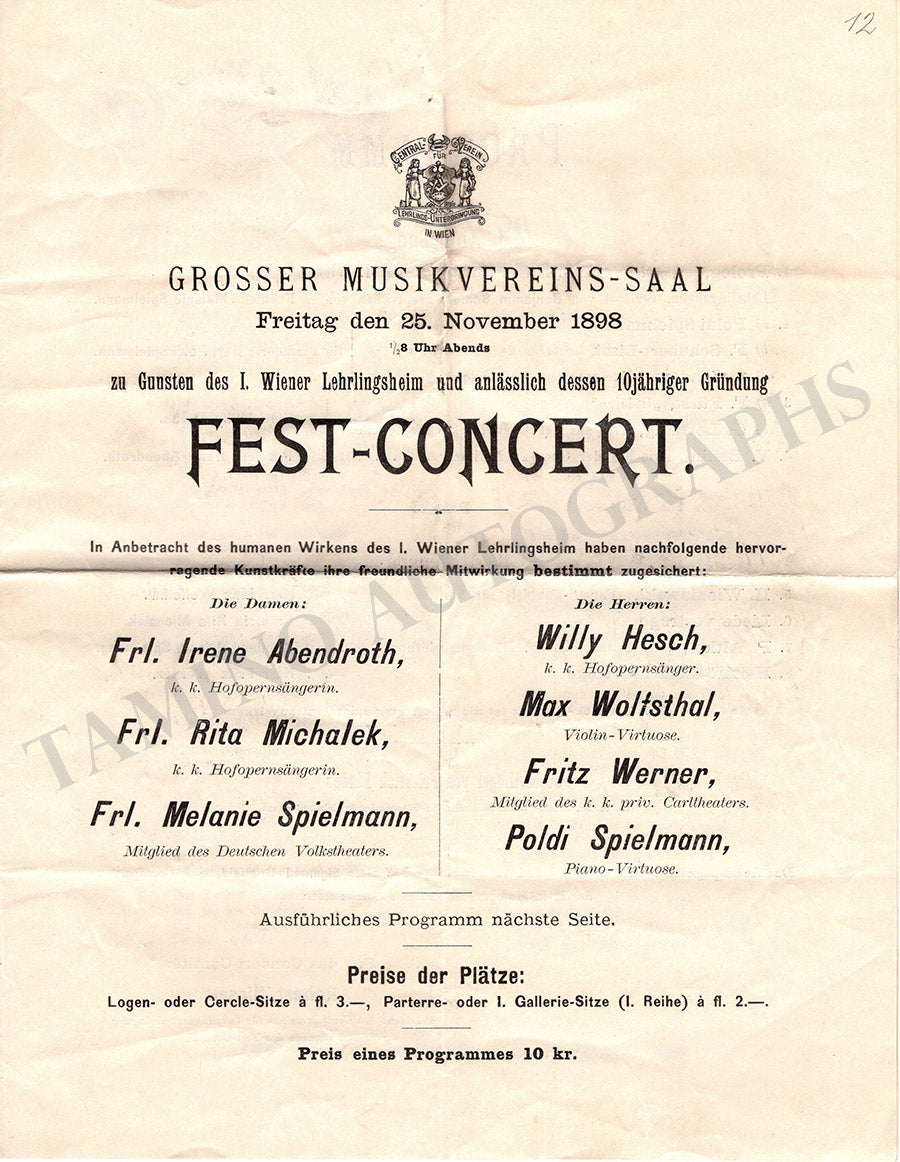 12
CENTRAL-VEREIN
FÜR
LEHRLINGS-UNTERBRINGUNG
IN WIEN
GROSSER MUSIKVEREINS-SAAL
Freitag den 25. November 1898
½8 Uhr Abends
zu Gunsten des I. Wiener Lehrlingsheim und anlässlich dessen 10jähriger Gründung
FEST-CONCERT.
In Anbetracht des humanen Wirkens des I. Wiener Lehrlingsheim haben nachfolgende hervor-
ragende Kunstkräfte ihre freundliche Mitwirkung bestimmt zugesichert:
Die Damen:
Frl. Irene Abendroth,
k. k. Hofopernsängerin.
Frl. Rita Michalek,
k. k. Hofopernsängerin.
Frl. Melanie Spielmann,
Mitglied des Deutschen Volkstheaters.
Die Herren:
Willy Hesch,
k. k. Hofopernsänger.
Max Wolfsthal,
Violin-Virtuose.
Fritz Werner,
Mitglied des k. k. priv. Carltheaters.
Poldi Spielmann,
Piano-Virtuose.
Ausführliches Programm nächste Seite.
Preise der Plätze:
Logen- oder Cercle-Sitze à fl. 3.—, Parterre- oder I. Gallerie-Sitze (I. Reihe) à fl. 2.—.
Preis eines Programmes 10 kr.
TAMINO AUTOGRAPHS